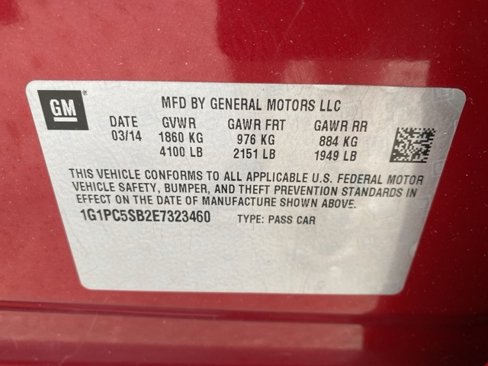 GM
MFD BY GENERAL MOTORS LLC
DATE GVWR GAWR FRT GAWR RR
03/14 1860 KG 976 KG 884 KG
4100 LB 2151 LB 1949 LB
THIS VEHICLE CONFORMS TO ALL APPLICABLE U.S. FEDERAL MOTOR
VEHICLE SAFETY, BUMPER, AND THEFT PREVENTION STANDARDS IN
EFFECT ON THE DATE OF MANUFACTURE SHOWN ABOVE.
1G1PC5SB2E7323460 TYPE: PASS CAR